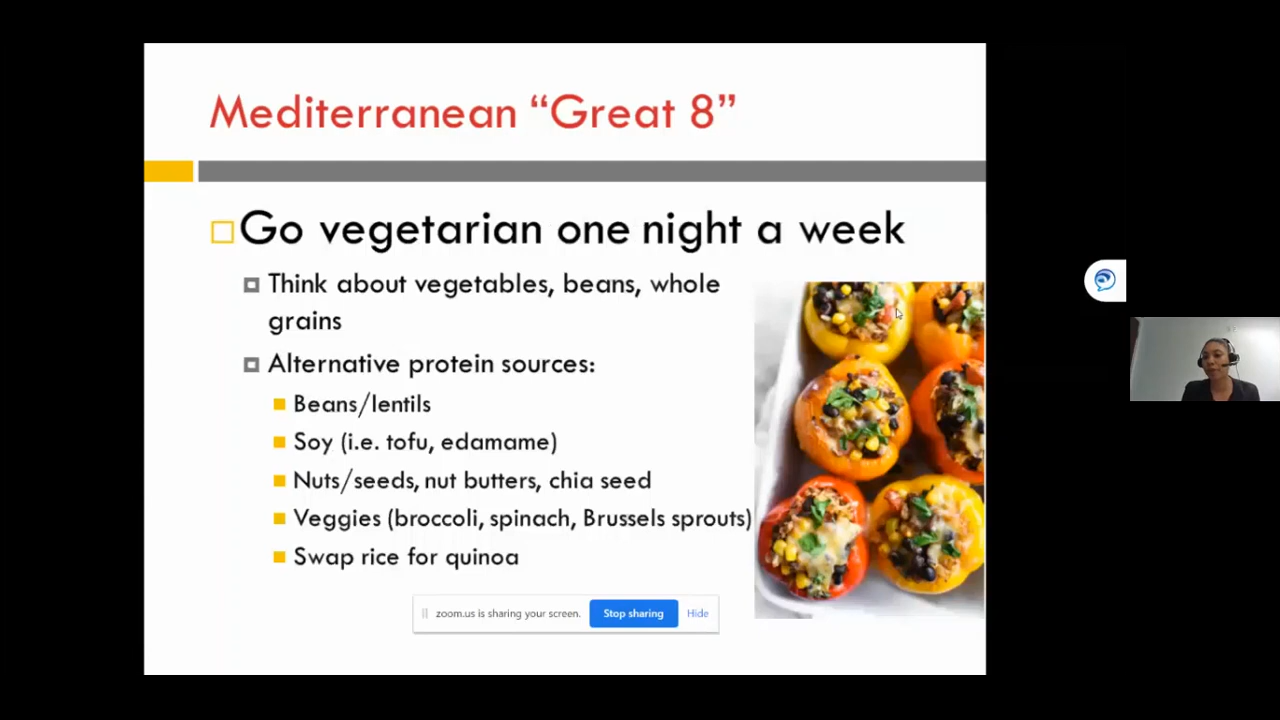 Mediterranean “Great 8”
Go vegetarian one night a week
Think about vegetables, beans, whole
grains
Alternative protein sources:
Beans/lentils
Soy (i.e. tofu, edamame)
Nuts/seeds, nut butters, chia seed
Veggies (broccoli, spinach, Brussels sprouts)
Swap rice for quinoa
zoom.us is sharing your screen. Stop sharing Hide